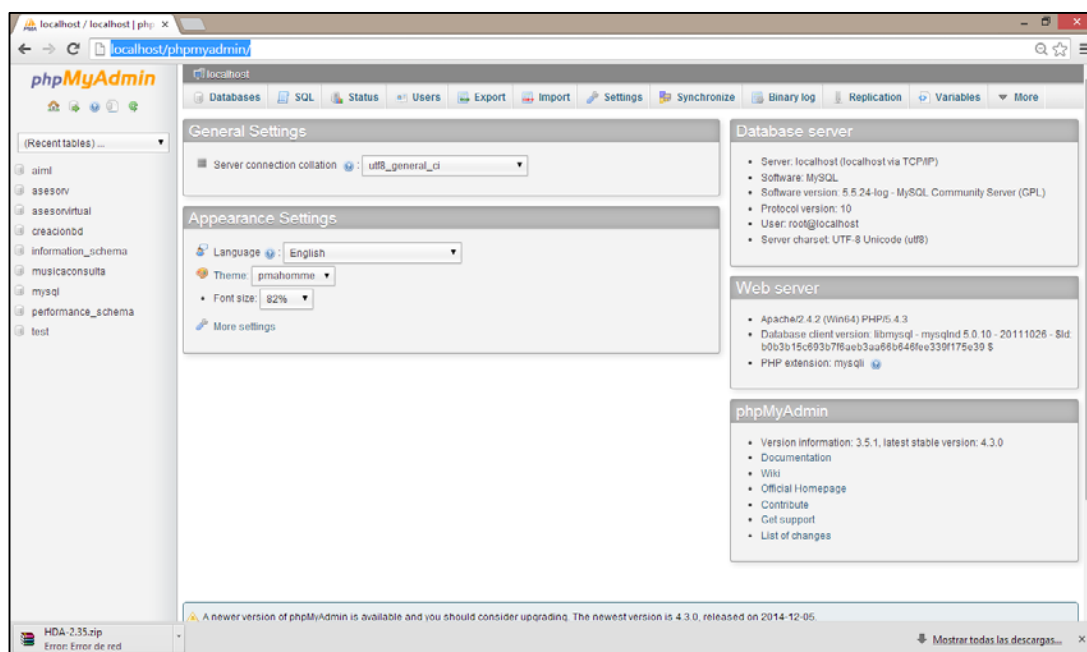 localhost / localhost | php
localhost/phpmyadmin/
phpMyAdmin
(Recent tables) ...
aiml
asesorv
asesorvirtual
creacionbd
information_schema
musicaconsulta
mysql
performance_schema
test
localhost
Databases SQL Status Users Export Import Settings Synchronize Binary log Replication Variables More
General Settings
Server connection collation : utf8_general_ci
Appearance Settings
Language : English
Theme: pmahomme
Font size: 82%
More settings
Database server
Server: localhost (localhost via TCP/IP)
Software: MySQL
Software version: 5.5.24-log - MySQL Community Server (GPL)
Protocol version: 10
User: root@localhost
Server charset: UTF-8 Unicode (utf8)
Web server
Apache/2.4.2 (Win64) PHP/5.4.3
Database client version: libmysql - mysqlnd 5.0.10 - 20111026 - $Id:
b0b3b15c693b7f6aeb3aa66b646fee339f175e39 $
PHP extension: mysqli
phpMyAdmin
Version information: 3.5.1, latest stable version: 4.3.0
Documentation
Wiki
Official Homepage
Contribute
Get support
List of changes
A newer version of phpMyAdmin is available and you should consider upgrading. The newest version is 4.3.0, released on 2014-12-05.
HDA-2.35.zip
Error: Error de red
Mostrar todas las descargas...